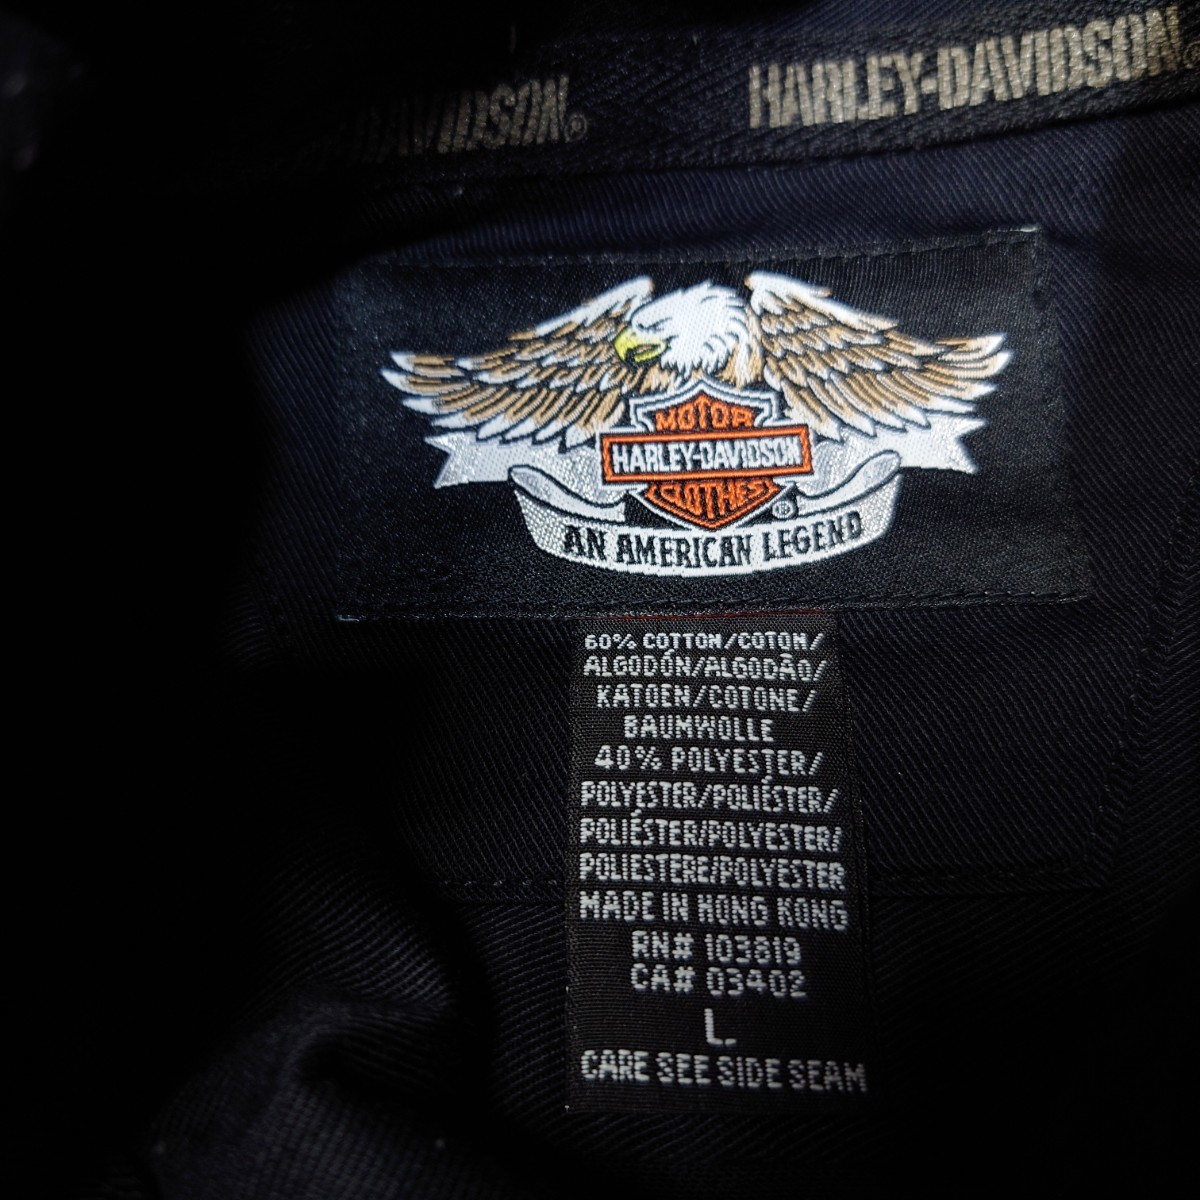 DAVIDSON®
HARLEY-DAVIDSON®
MOTOR
HARLEY-DAVIDSON
CLOTHES
®
AN AMERICAN LEGEND
60% COTTON/COTON/
ALGODÓN/ALGODÃO/
KATOEN/COTONE/
BAUMWOLLE
40% POLYESTER/
POLYESTER/POLIÉSTER/
POLIÉSTER/POLYESTER/
POLIESTERE/POLYESTER
MADE IN HONG KONG
RN# 103819
CA# 03402
L
CARE SEE SIDE SEAM